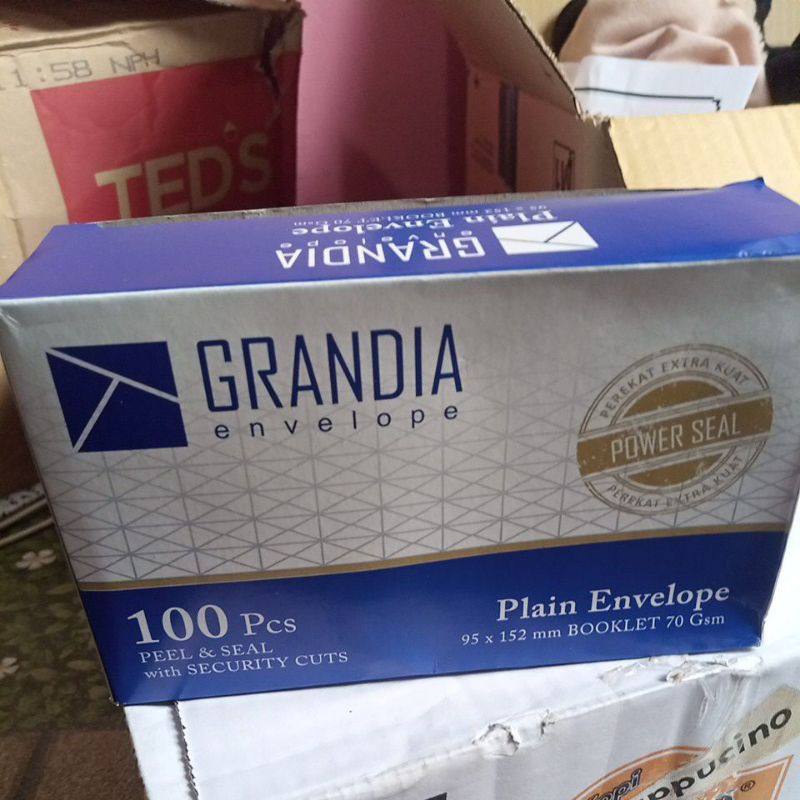 11:58 NPH
TED'S
Plain Envelope
95 x 152 mm BOOKLET 70 Gsm
GRANDIA
envelope
GRANDIA
envelope
PEREKAT EXTRA KUAT
POWER SEAL
PEREKAT EXTRA KUAT
100 Pcs
PEEL & SEAL
with SECURITY CUTS
Plain Envelope
95 x 152 mm BOOKLET 70 Gsm